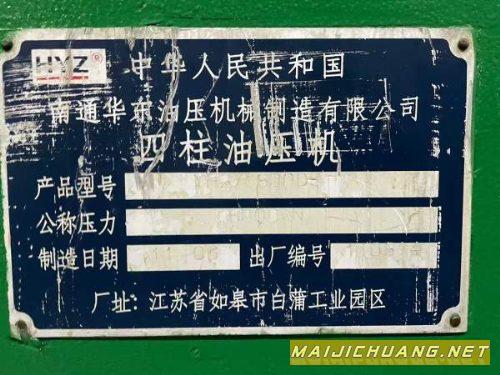 HYZ®
中华人民共和国
南通华东油压机械制造有限公司
四柱油压机
产品型号
公称压力
制造日期 出厂编号
厂址：江苏省如皋市白蒲工业园区
MAIJICHUANG.NET